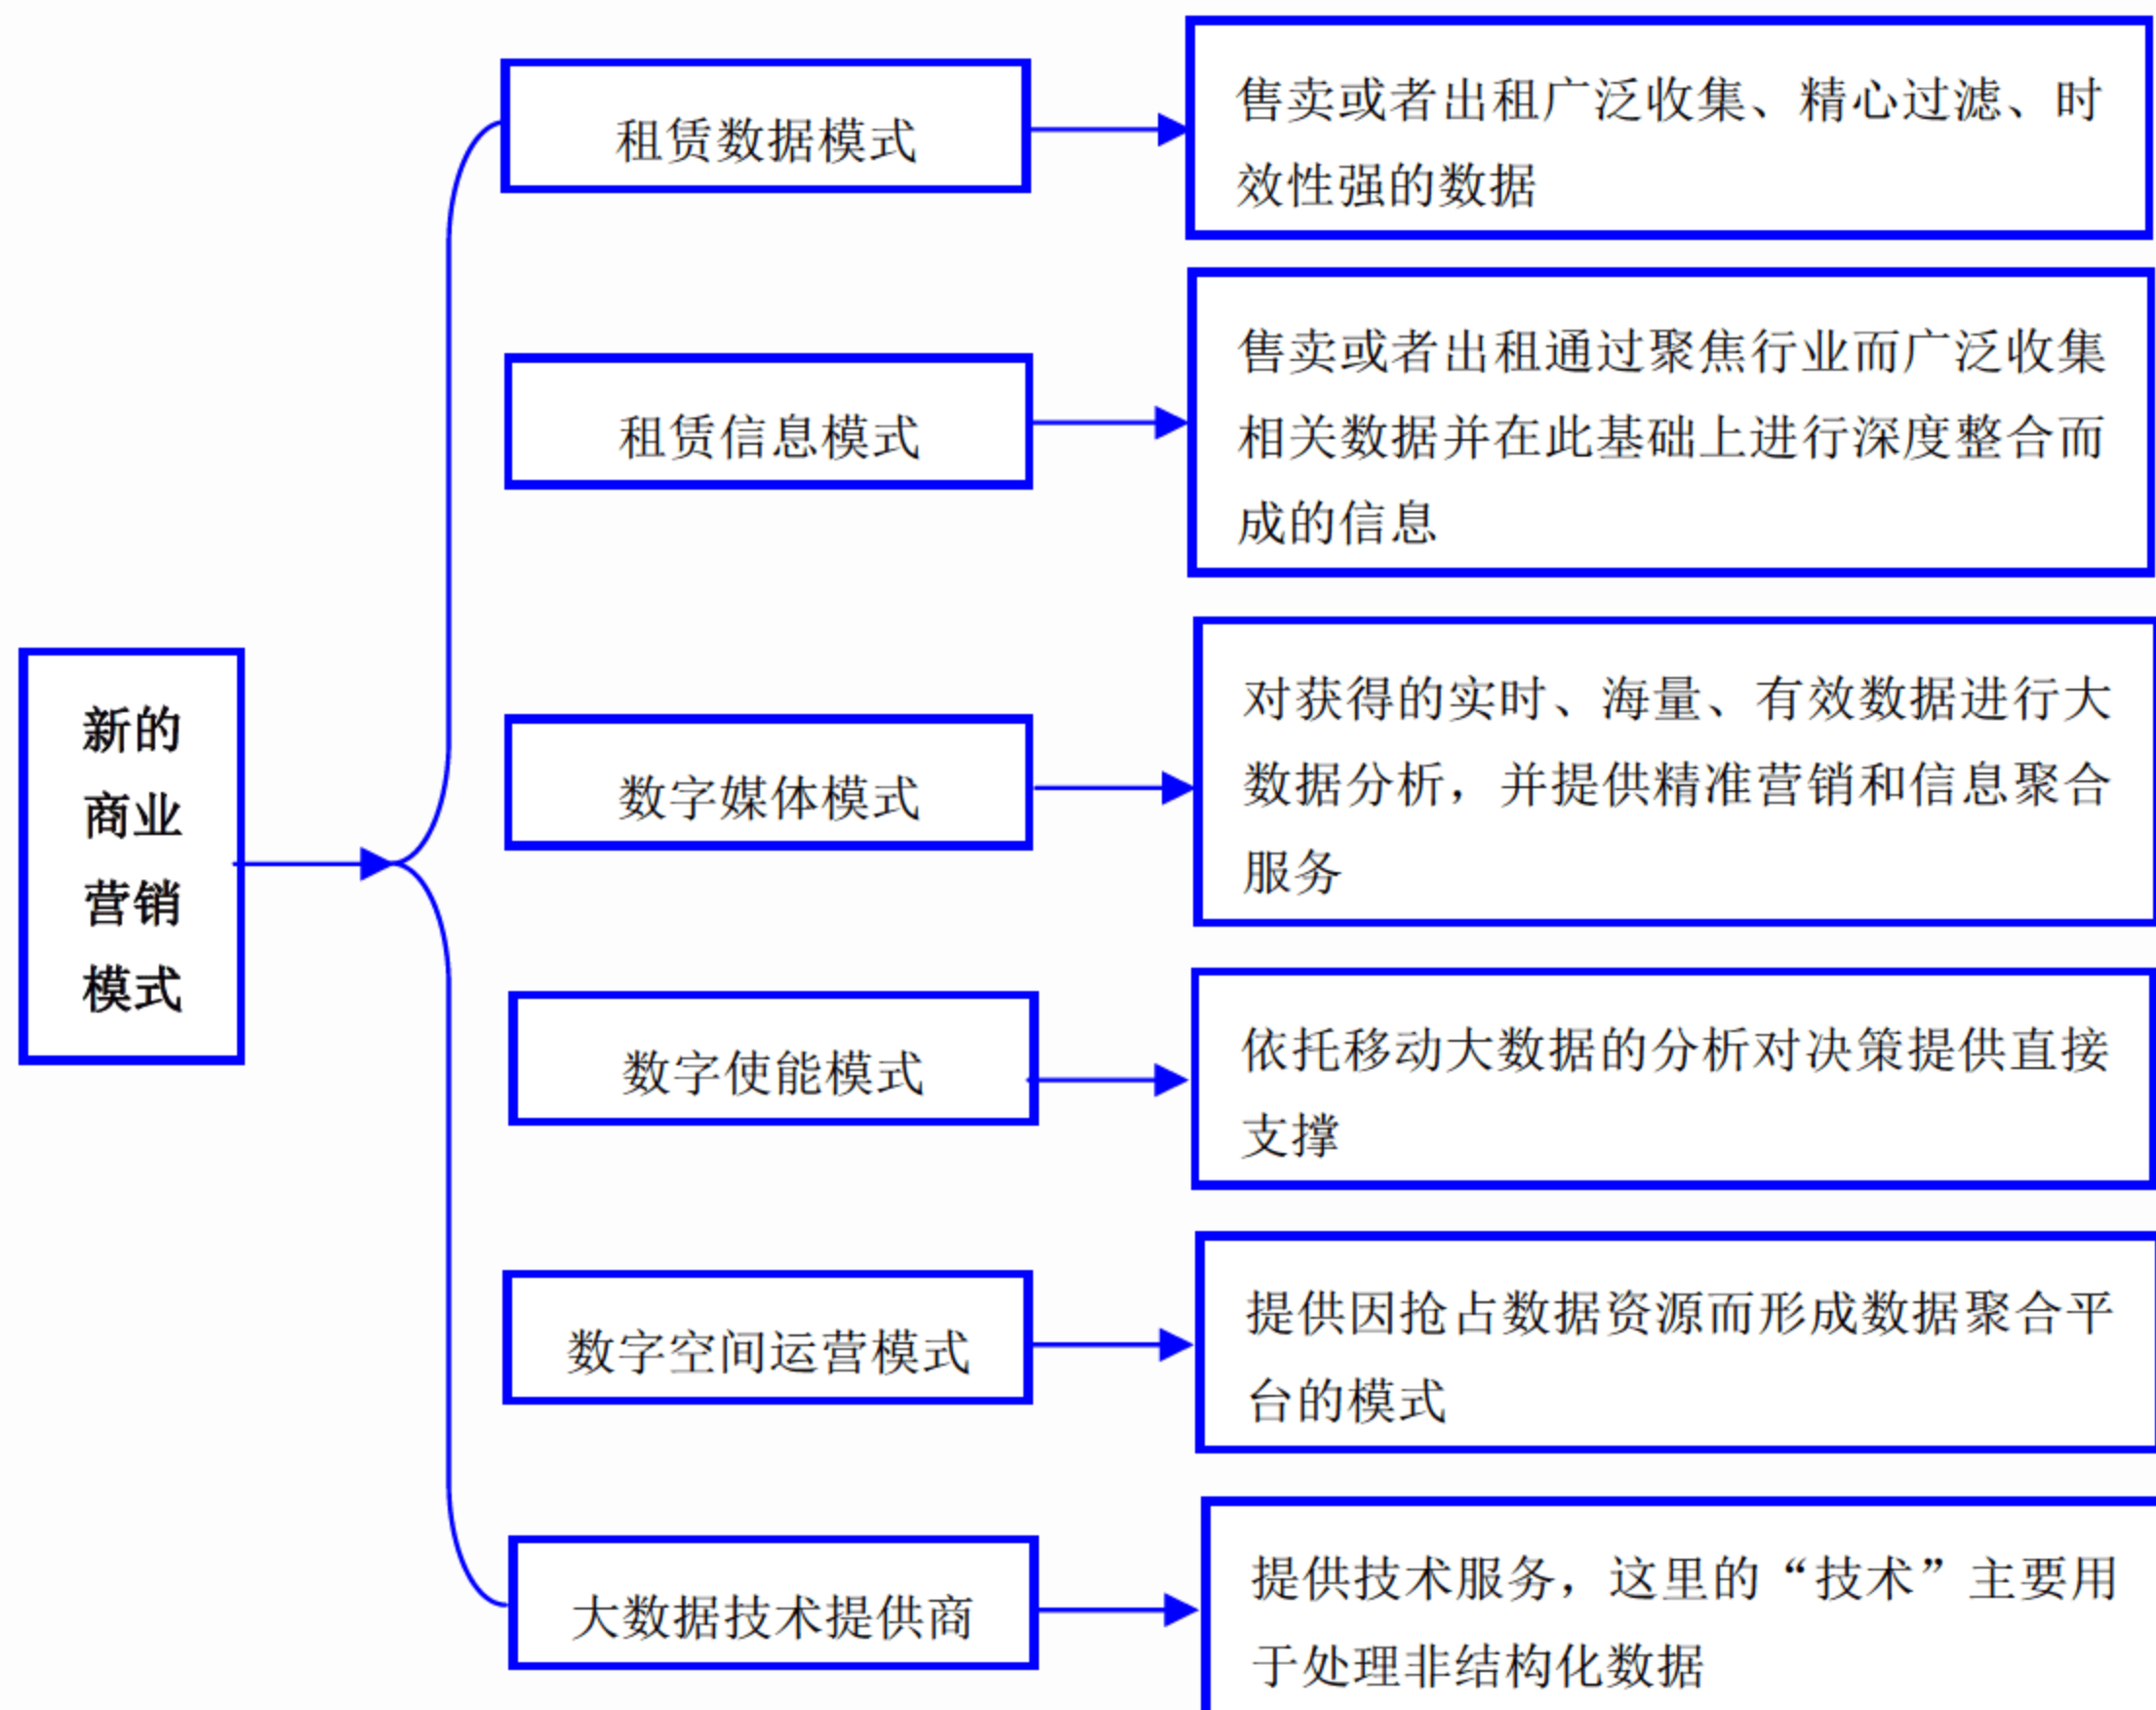 新的
商业
营销
模式
租赁数据模式
售卖或者出租广泛收集、精心过滤、时
效性强的数据
租赁信息模式
售卖或者出租通过聚焦行业而广泛收集
相关数据并在此基础上进行深度整合而
成的信息
数字媒体模式
对获得的实时、海量、有效数据进行大
数据分析，并提供精准营销和信息聚合
服务
数字使能模式
依托移动大数据的分析对决策提供直接
支撑
数字空间运营模式
提供因抢占数据资源而形成数据聚合平
台的模式
大数据技术提供商
提供技术服务，这里的“技术”主要用
于处理非结构化数据